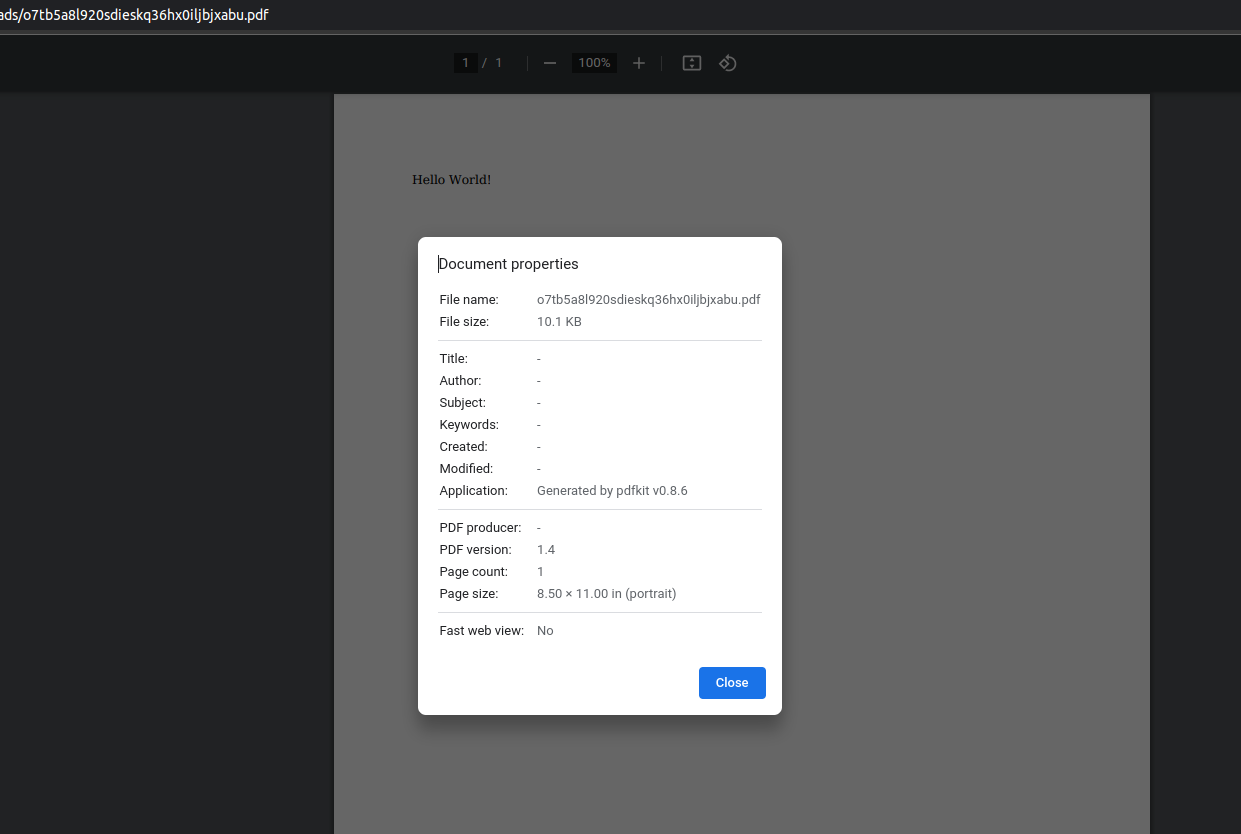 ads/o7tb5a8l920sdieskq36hx0iljbjxabu.pdf
1 / 1 100%
Hello World!
Document properties
File name: o7tb5a8l920sdieskq36hx0iljbjxabu.pdf
File size: 10.1 KB
Title: -
Author: -
Subject: -
Keywords: -
Created: -
Modified: -
Application: Generated by pdfkit v0.8.6
PDF producer: -
PDF version: 1.4
Page count: 1
Page size: 8.50 × 11.00 in (portrait)
Fast web view: No
Close